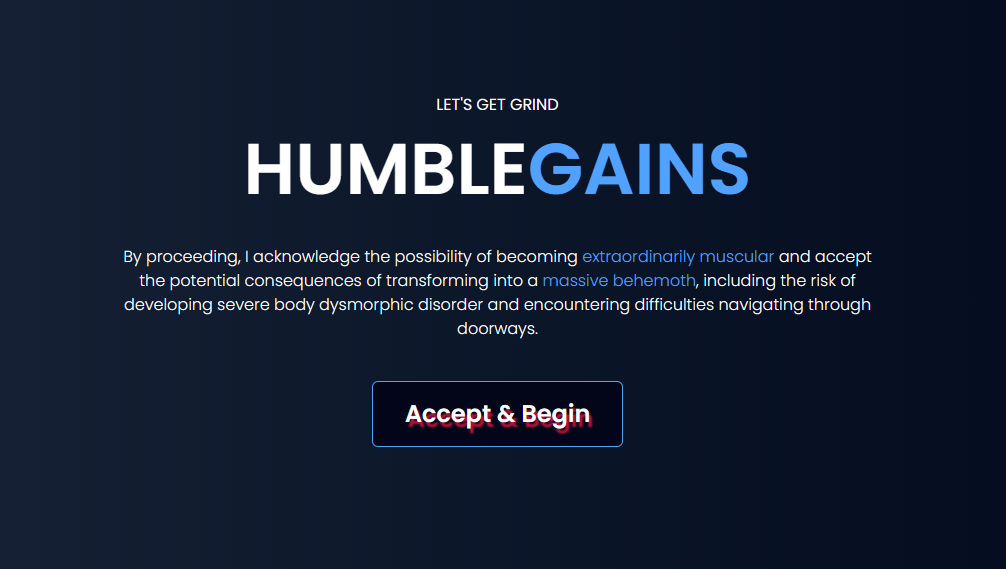 LET'S GET GRIND
HUMBLEGAINS
By proceeding, I acknowledge the possibility of becoming extraordinarily muscular and accept
the potential consequences of transforming into a massive behemoth, including the risk of
developing severe body dysmorphic disorder and encountering difficulties navigating through
doorways.
Accept & Begin